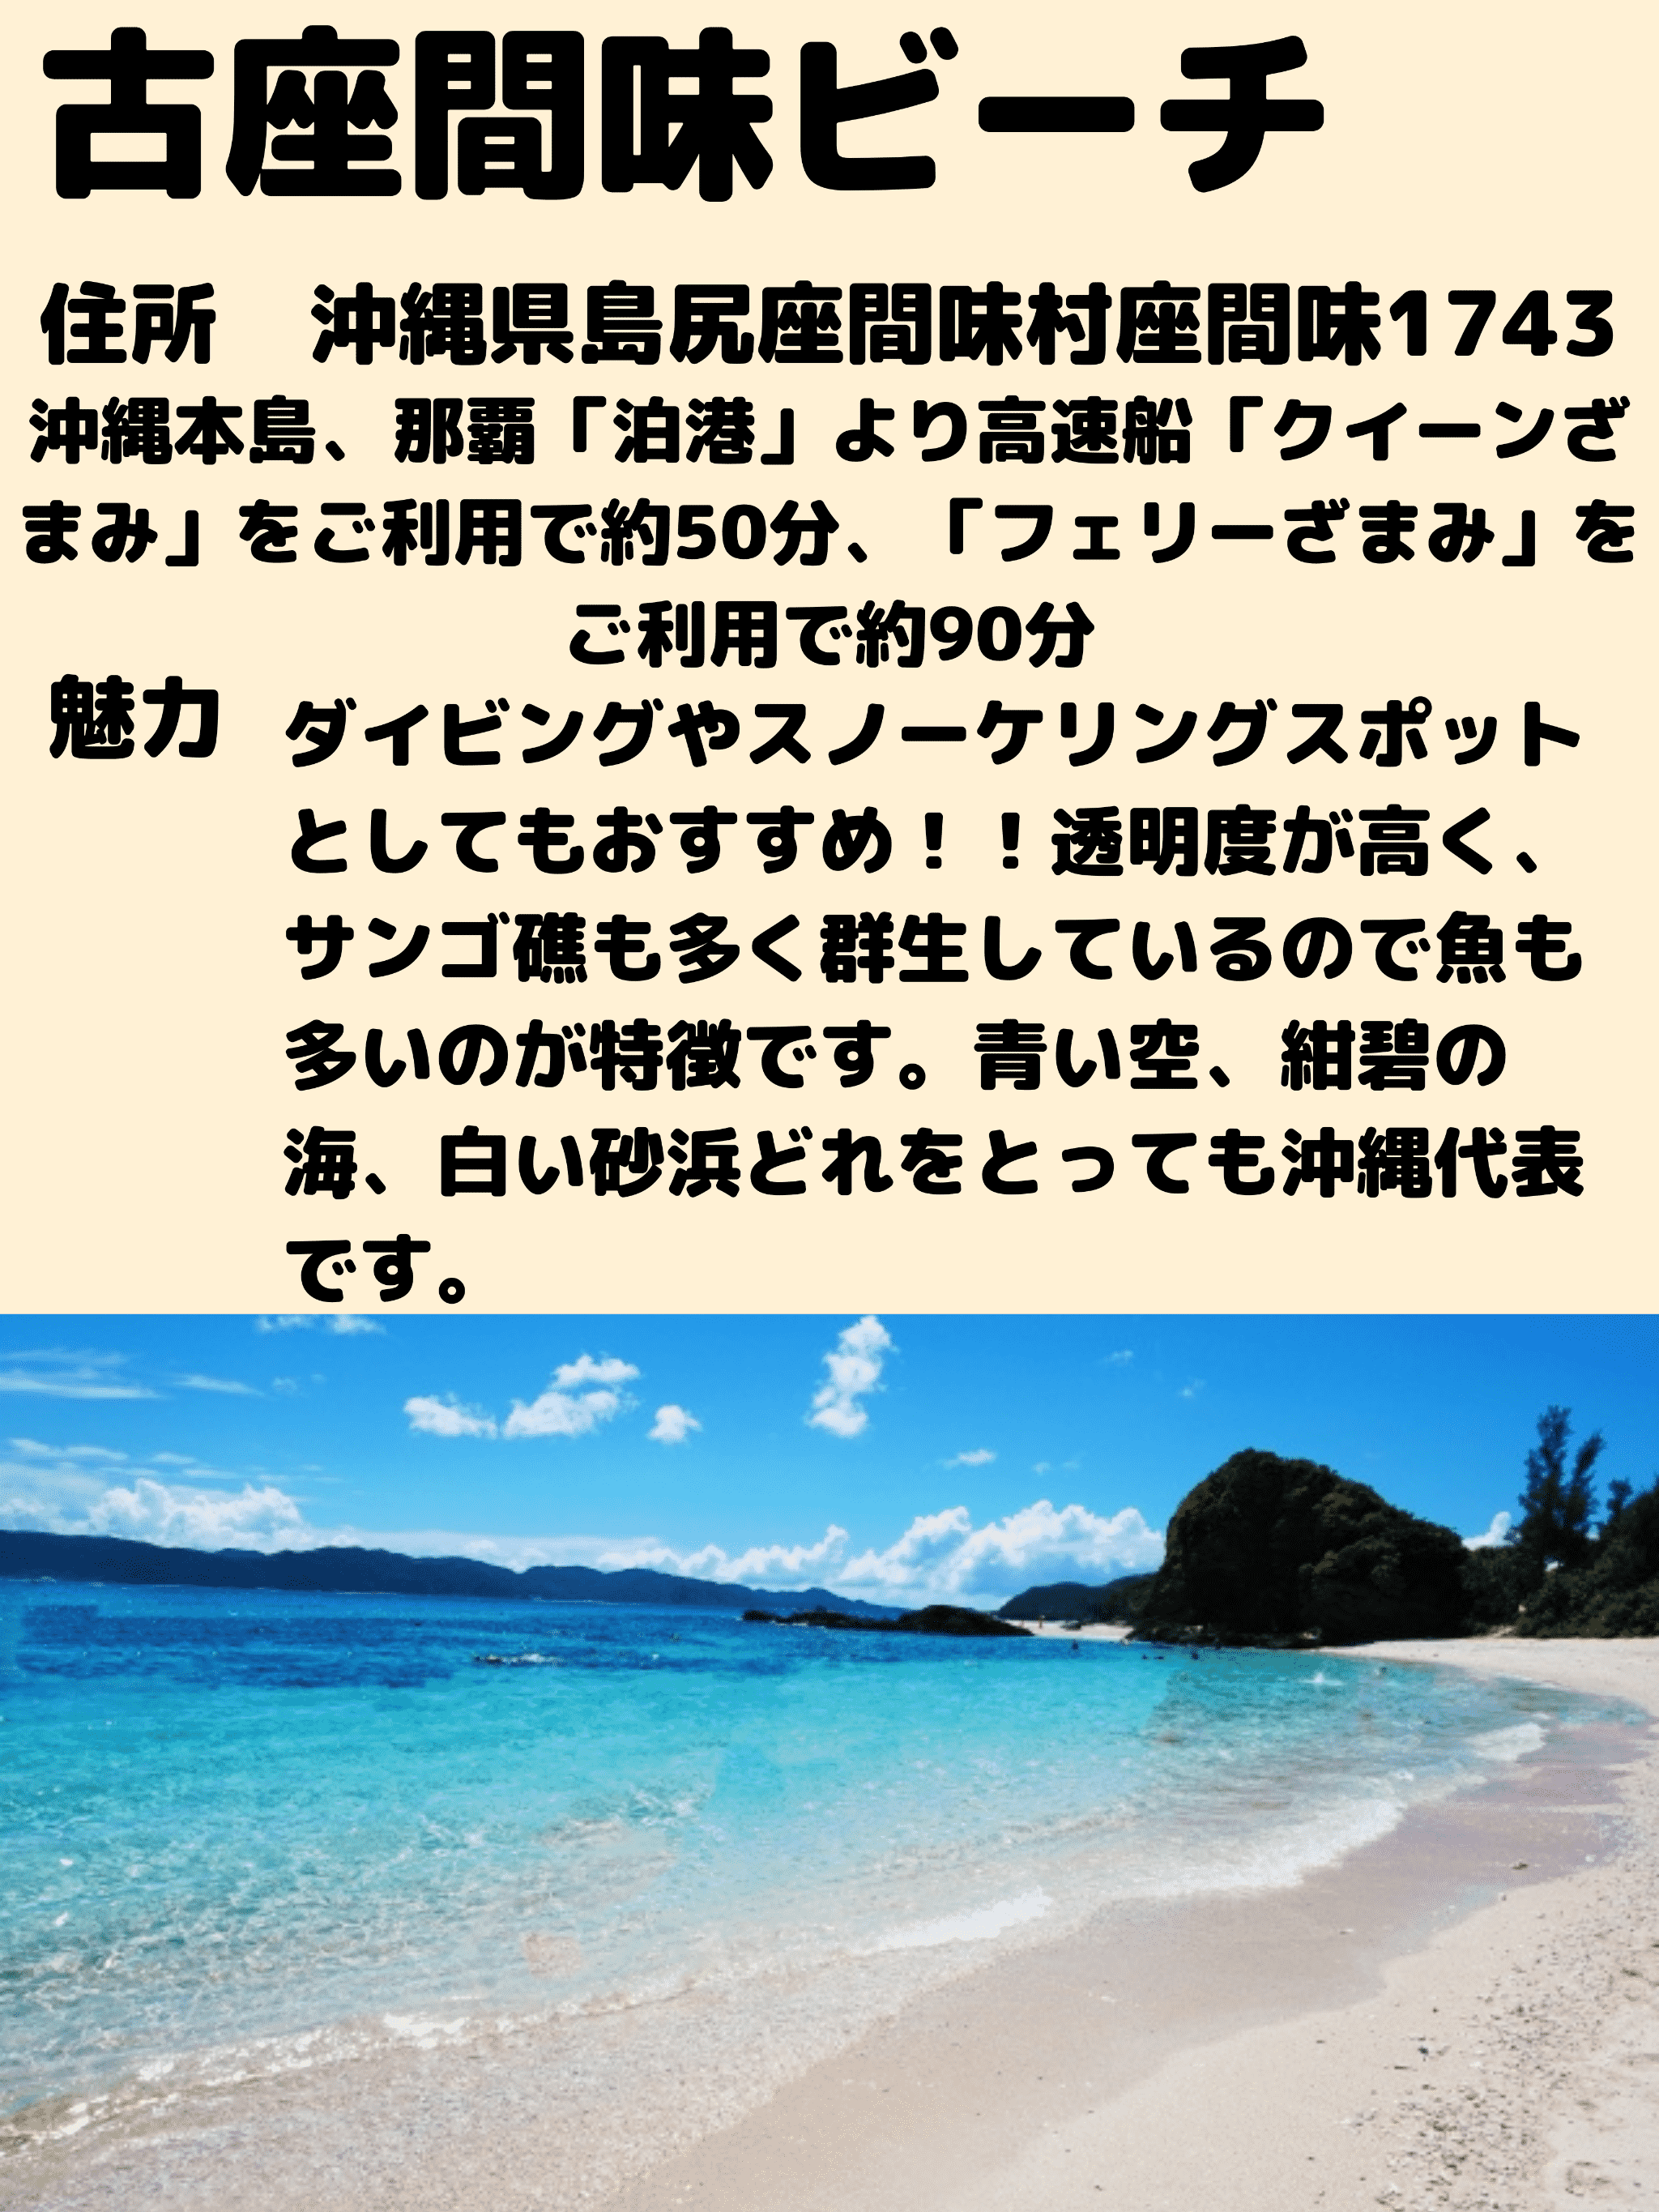 古座間味ビーチ
住所　沖縄県島尻座間味村座間味1743
沖縄本島、那覇「泊港」より高速船「クイーンざ
まみ」をご利用で約50分、「フェリーざまみ」を
ご利用で約90分
魅力
ダイビングやスノーケリングスポット
としてもおすすめ！！透明度が高く、
サンゴ礁も多く群生しているので魚も
多いのが特徴です。青い空、紺碧の
海、白い砂浜どれをとっても沖縄代表
です。